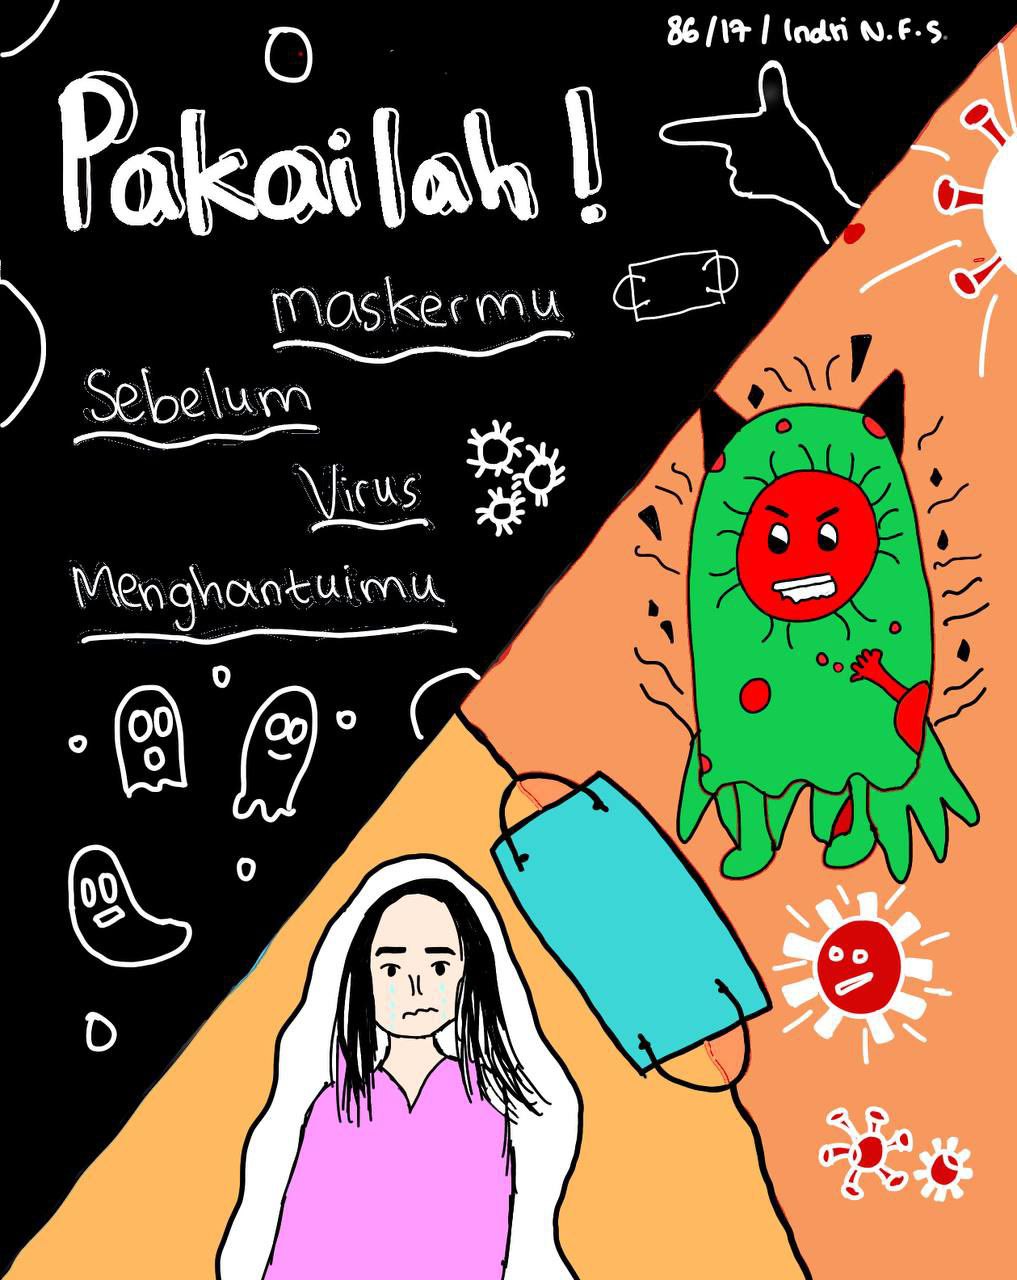 86/17/ Indri N.F.S.
Pakailah!
maskermu
Sebelum
Virus
Menghantuimu